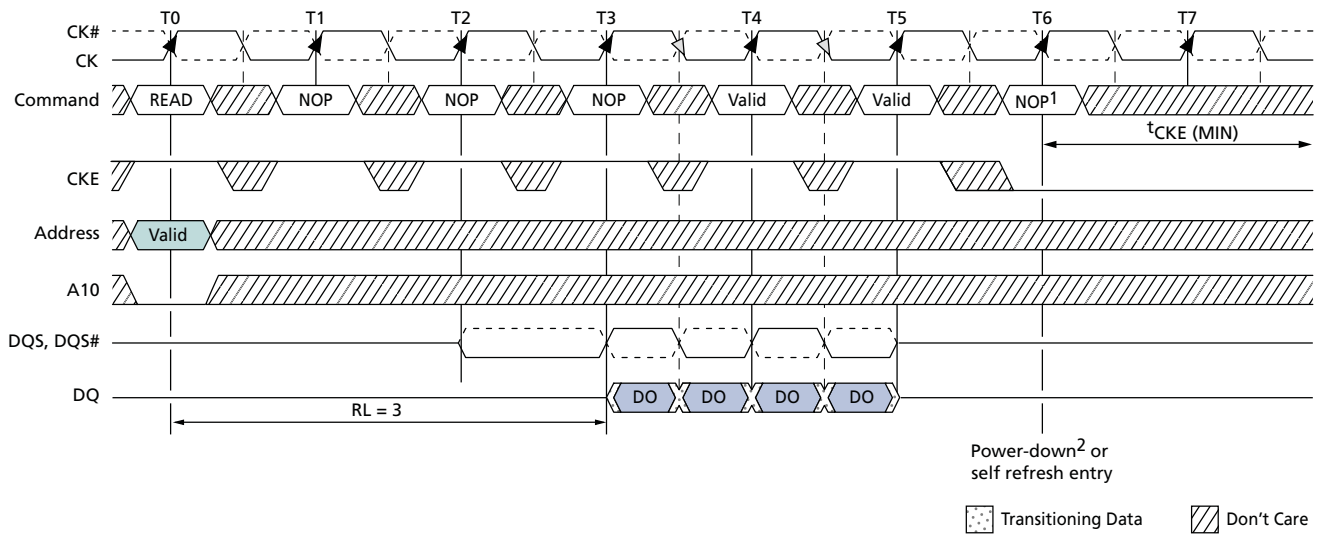 T0 T1 T2 T3 T4 T5 T6 T7
CK#
CK
Command READ NOP NOP NOP Valid Valid NOP1
tCKE (MIN)
CKE
Address Valid
A10
DQS, DQS#
DQ DO DO DO DO
RL = 3
Power-down2 or
self refresh entry
Transitioning Data Don't Care